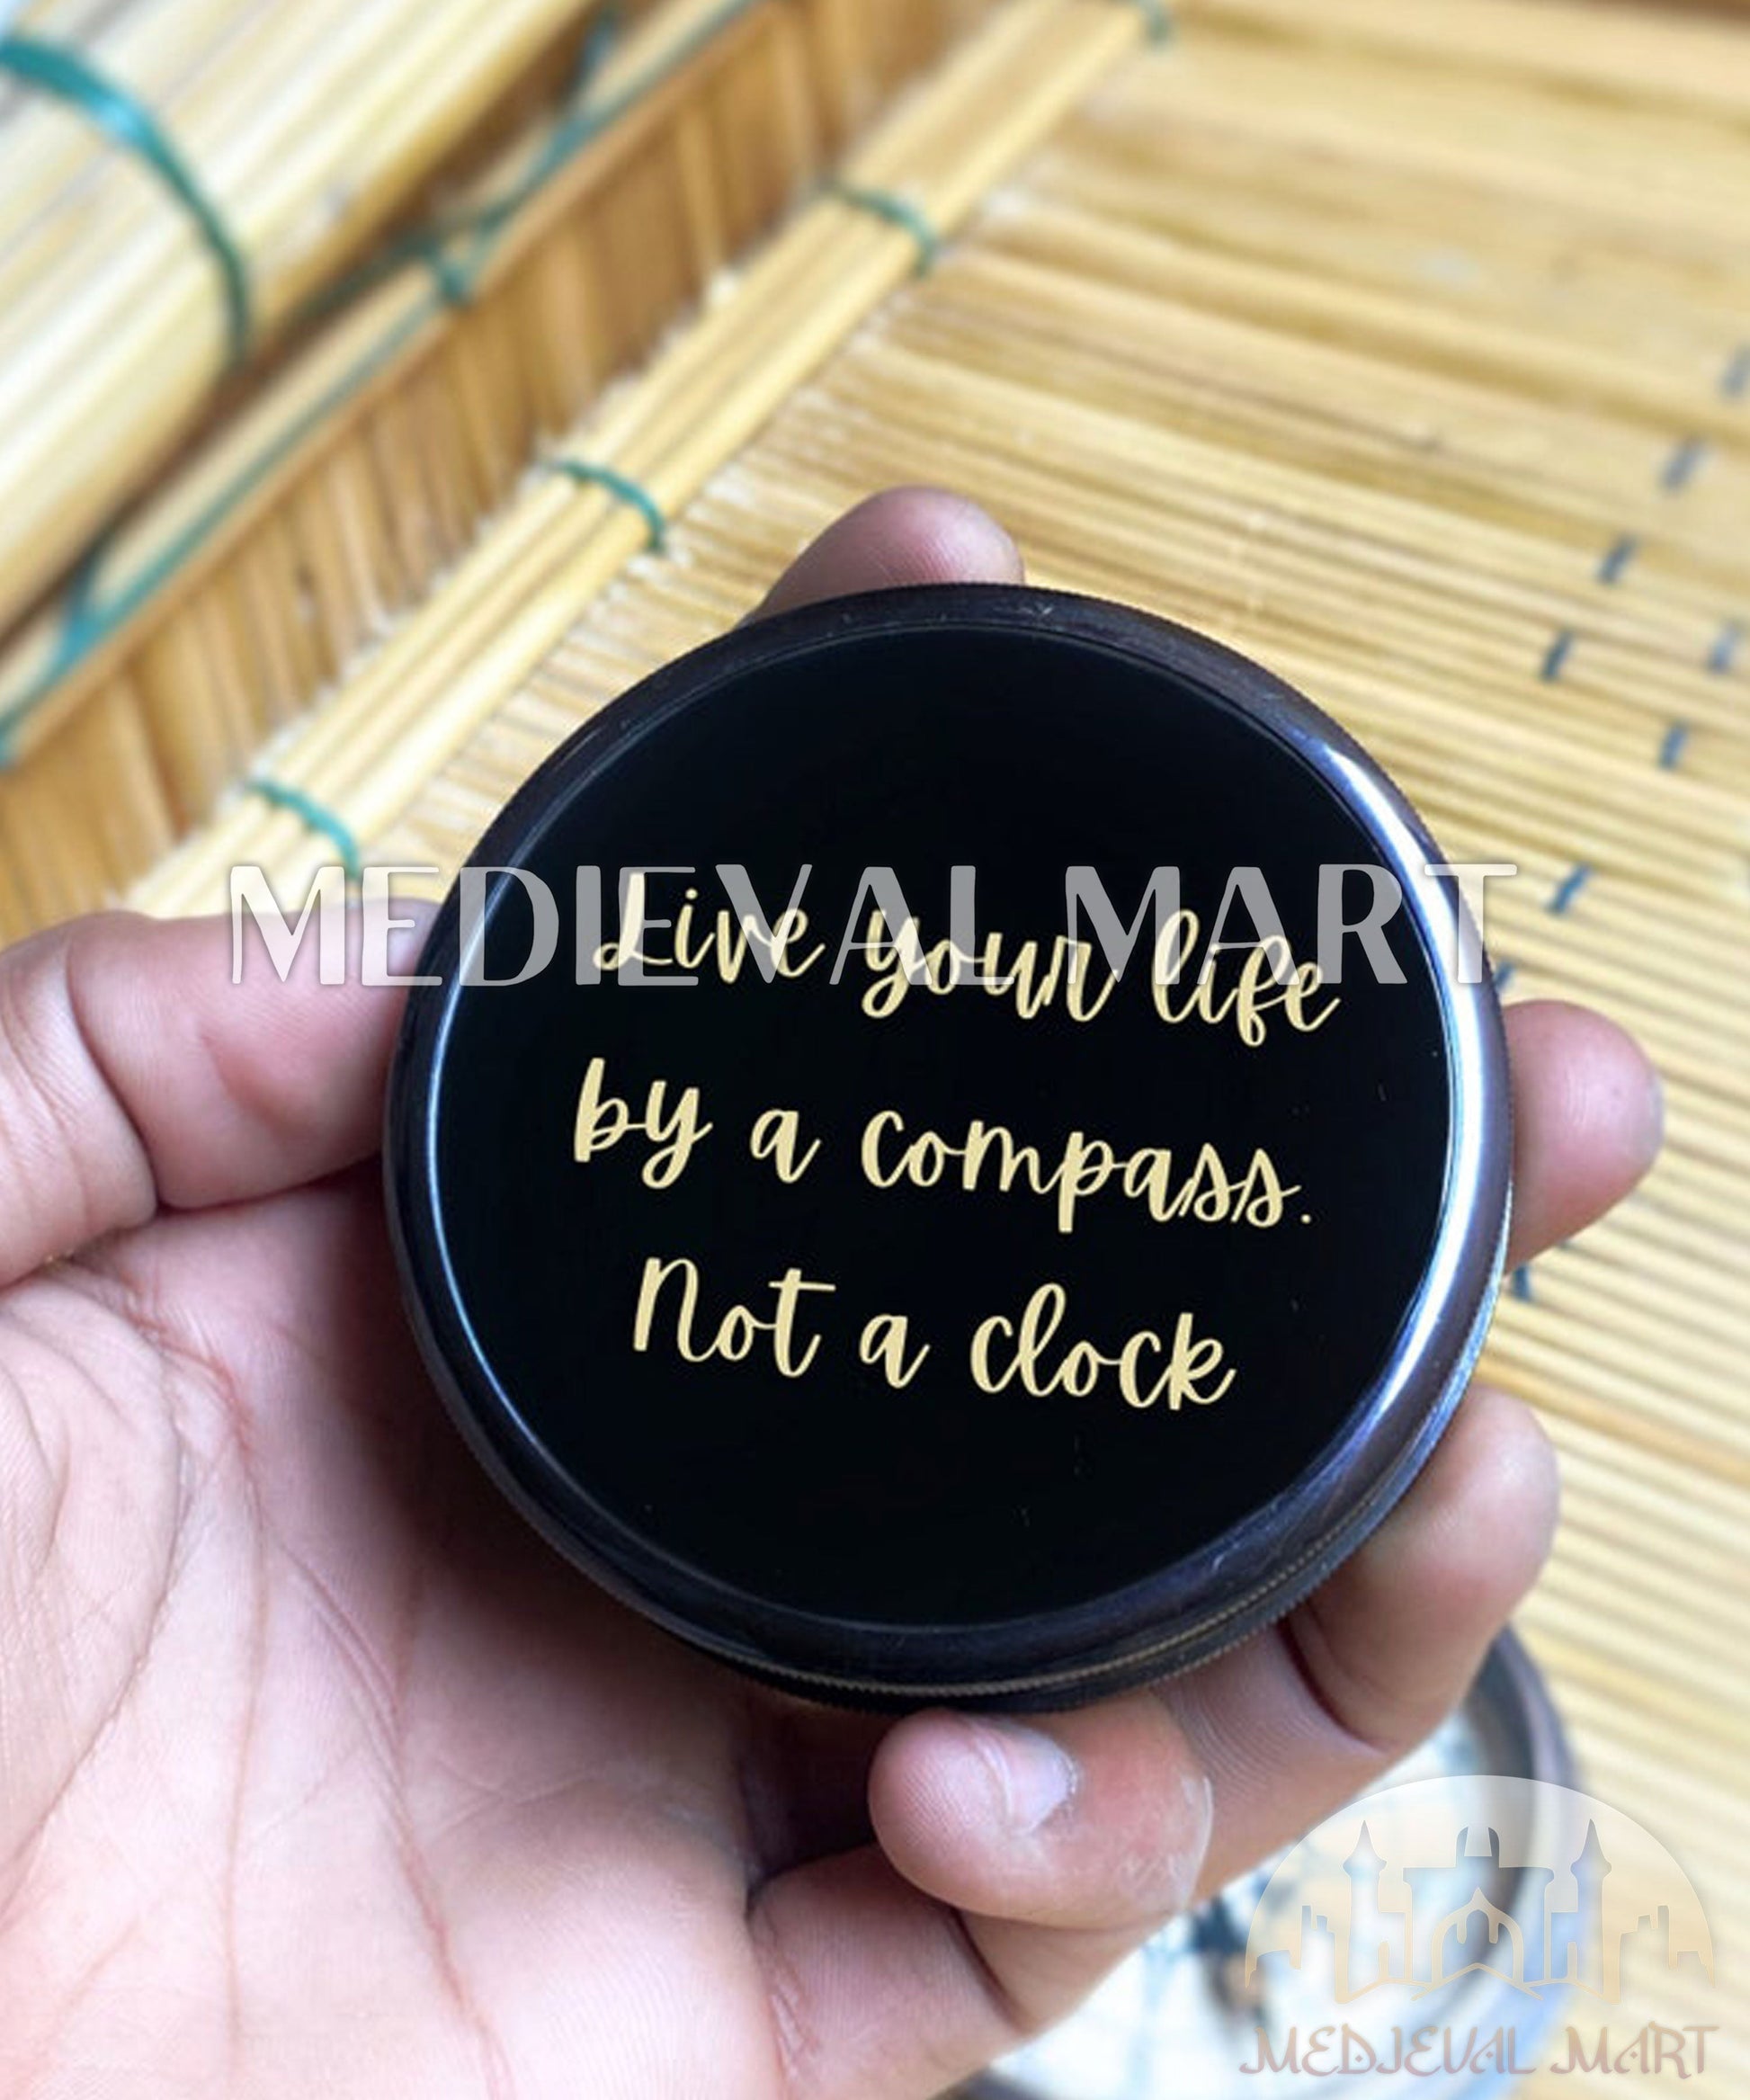 MEDIEVAL MART
Live your life
by a compass.
Not a clock
MEDIEVAL MART